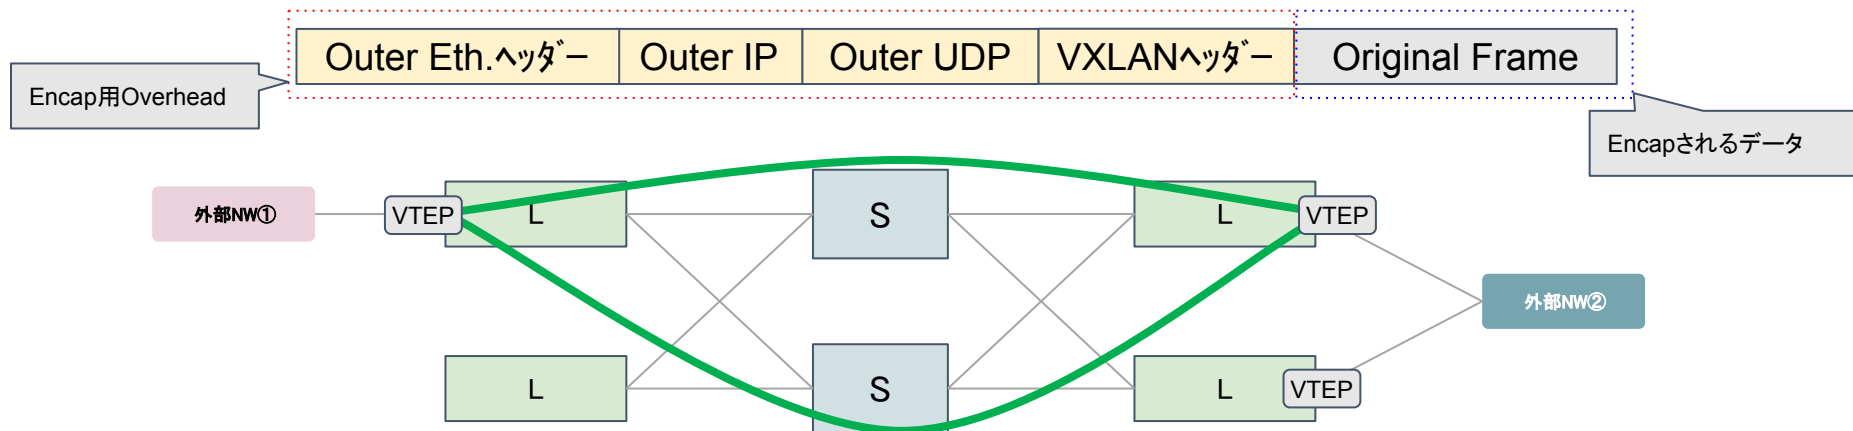 Outer Eth.ヘッダー
Outer IP
Outer UDP
VXLANヘッダー
Original Frame
Encap用Overhead
Encapされるデータ
外部NW①
VTEP
L
S
L
VTEP
外部NW②
L
S
L
VTEP